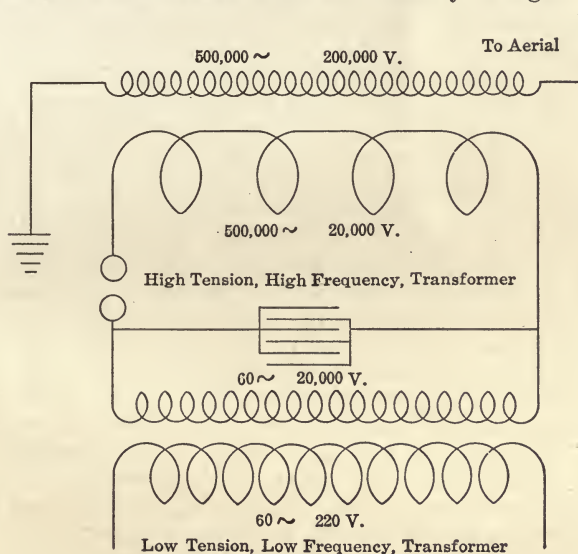 To Aerial
500,000 ~ 200,000 V.
500,000 ~ 20,000 V.
High Tension, High Frequency, Transformer
60 ~ 20,000 V.
60 ~ 220 V.
Low Tension, Low Frequency, Transformer